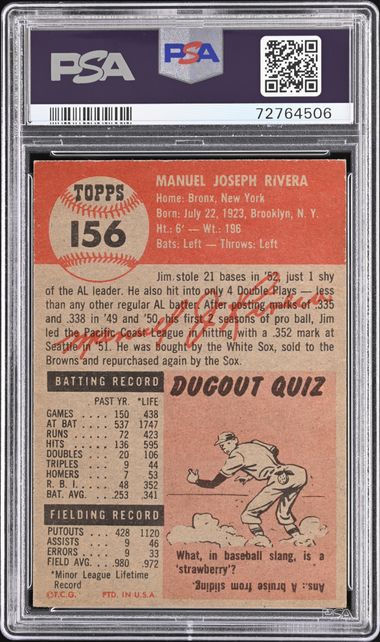 PSA
PSA
72764506
TOPPS
156
MANUEL JOSEPH RIVERA
Home: Bronx, New York
Born: July 22, 1923, Brooklyn, N. Y.
Ht.: 6' — Wt.: 196
Bats: Left — Throws: Left
Jim stole 21 bases in '52, just 1 shy
of the AL leader. He also hit into only 4 Double Plays — less
than any other regular AL batter. After posting marks of .335
and .338 in '49 and '50, his first 2 seasons of pro ball, Jim
led the Pacific Coast League in hitting with a .352 mark at
Seattle in '51. He was bought by the White Sox, sold to the
Browns and repurchased again by the Sox.
Manuel J. Rivera
BATTING RECORD
PAST YR. *LIFE
GAMES 150 438
AT BAT 537 1747
RUNS 72 423
HITS 136 595
DOUBLES 20 106
TRIPLES 9 44
HOMERS 7 53
R. B. I. 48 352
BAT. AVG. .253 .341
FIELDING RECORD
PUTOUTS 428 1120
ASSISTS 9 46
ERRORS 9 33
FIELD AVG. .980 .972
*Minor League Lifetime
Record
©T.C.G. PTD. IN U.S.A.
DUGOUT QUIZ
What, in baseball slang, is a
'strawberry'?
Ans.: A bruise from sliding.